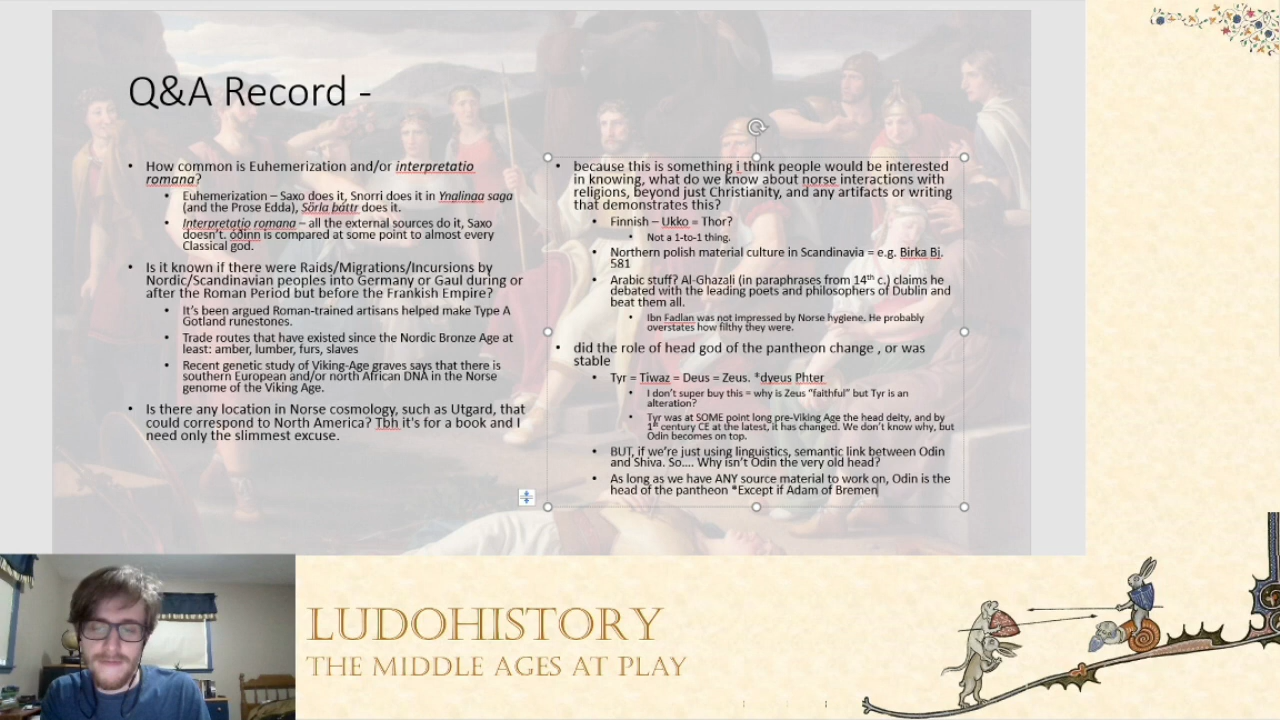 Q&A Record -
• How common is Euhemerization and/or interpretatio
romana?
• Euhemerization – Saxo does it, Snorri does it in Ynglinga saga
(and the Prose Edda), Sörla þáttr does it.
• Interpretatio romana – all the external sources do it, Saxo
doesn't. óðinn is compared at some point to almost every
Classical god.
• Is it known if there were Raids/Migrations/Incursions by
Nordic/Scandinavian peoples into Germany or Gaul during or
after the Roman Period but before the Frankish Empire?
• It's been argued Roman-trained artisans helped make Type A
Gotland runestones.
• Trade routes that have existed since the Nordic Bronze Age at
least: amber, lumber, furs, slaves
• Recent genetic study of Viking-Age graves says that there is
southern European and/or north African DNA in the Norse
genome of the Viking Age.
• Is there any location in Norse cosmology, such as Utgard, that
could correspond to North America? Tbh it's for a book and I
need only the slimmest excuse.
• because this is something i think people would be interested
in knowing, what do we know about norse interactions with
religions, beyond just Christianity, and any artifacts or writing
that demonstrates this?
• Finnish – Ukko = Thor?
• Not a 1-to-1 thing.
• Northern polish material culture in Scandinavia = e.g. Birka Bj.
581
• Arabic stuff? Al-Ghazali (in paraphrases from 14th c.) claims he
debated with the leading poets and philosophers of Dublin and
beat them all.
• Ibn Fadlan was not impressed by Norse hygiene. He probably
overstates how filthy they were.
• did the role of head god of the pantheon change , or was
stable
• Tyr = Tiwaz = Deus = Zeus. *dyeus Phter
• I don't super buy this = why is Zeus "faithful" but Tyr is an
alteration?
• Tyr was at SOME point long pre-Viking Age the head deity, and by
1st century CE at the latest, it has changed. We don't know why, but
Odin becomes on top.
• BUT, if we're just using linguistics, semantic link between Odin
and Shiva. So…. Why isn't Odin the very old head?
• As long as we have ANY source material to work on, Odin is the
head of the pantheon *Except if Adam of Bremen
LUDOHISTORY
THE MIDDLE AGES AT PLAY